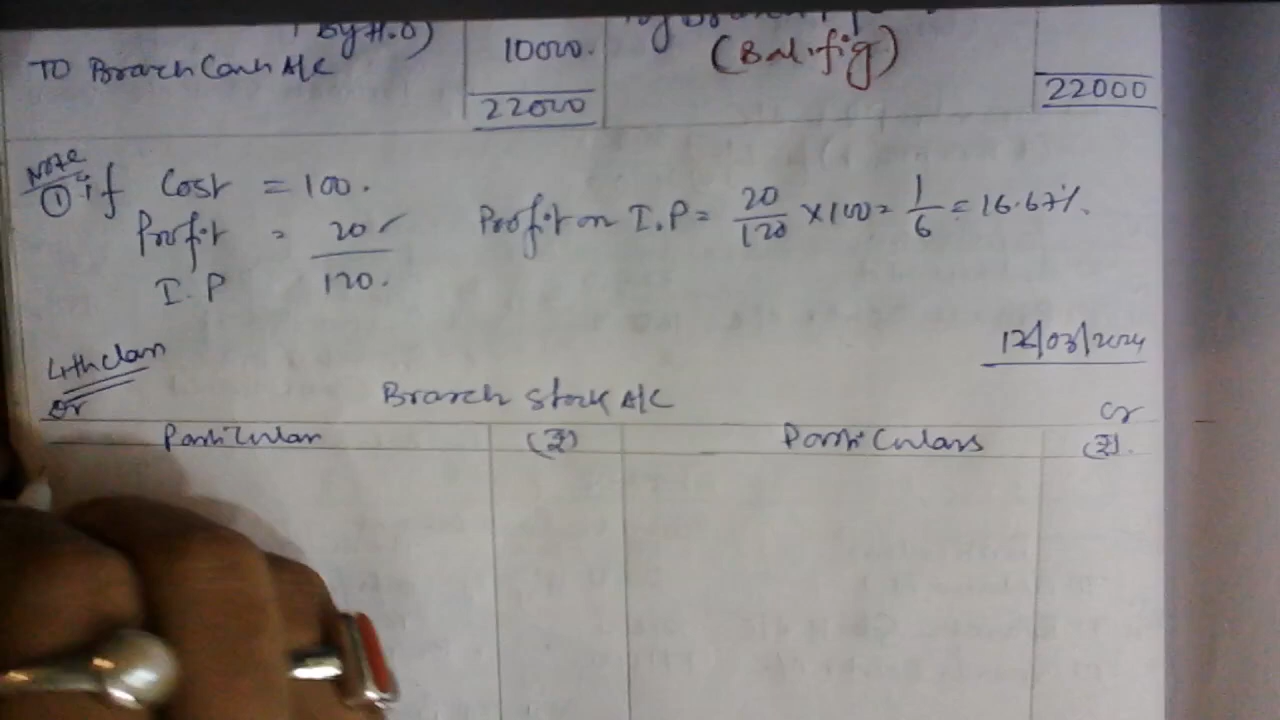 By H.O)
10000.
(Bal.fig)
TO Branch Cash A/C
22000
22000
Note
① if Cost = 100.
Profit = 20
I.P 120.
Profit on I.P = 20/120 × 100 = 1/6 = 16.67%.
12/03/2024
4th class
Dr
Branch Stock A/C
Cr
Particulars
(₹)
Particulars
(₹).